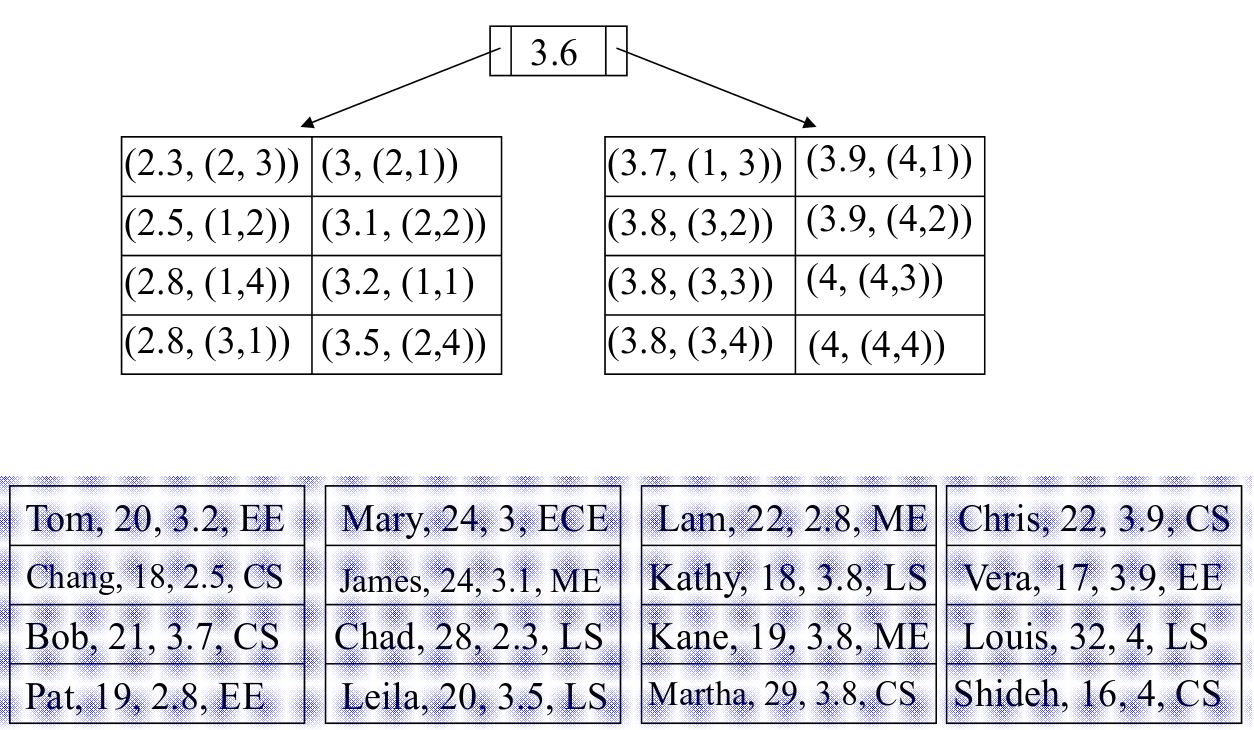 3.6
(2.3, (2, 3)) (3, (2,1))
(2.5, (1,2)) (3.1, (2,2))
(2.8, (1,4)) (3.2, (1,1)
(2.8, (3,1)) (3.5, (2,4))
(3.7, (1, 3)) (3.9, (4,1))
(3.8, (3,2)) (3.9, (4,2))
(3.8, (3,3)) (4, (4,3))
(3.8, (3,4)) (4, (4,4))
Tom, 20, 3.2, EE
Chang, 18, 2.5, CS
Bob, 21, 3.7, CS
Pat, 19, 2.8, EE
Mary, 24, 3, ECE
James, 24, 3.1, ME
Chad, 28, 2.3, LS
Leila, 20, 3.5, LS
Lam, 22, 2.8, ME
Kathy, 18, 3.8, LS
Kane, 19, 3.8, ME
Martha, 29, 3.8, CS
Chris, 22, 3.9, CS
Vera, 17, 3.9, EE
Louis, 32, 4, LS
Shideh, 16, 4, CS